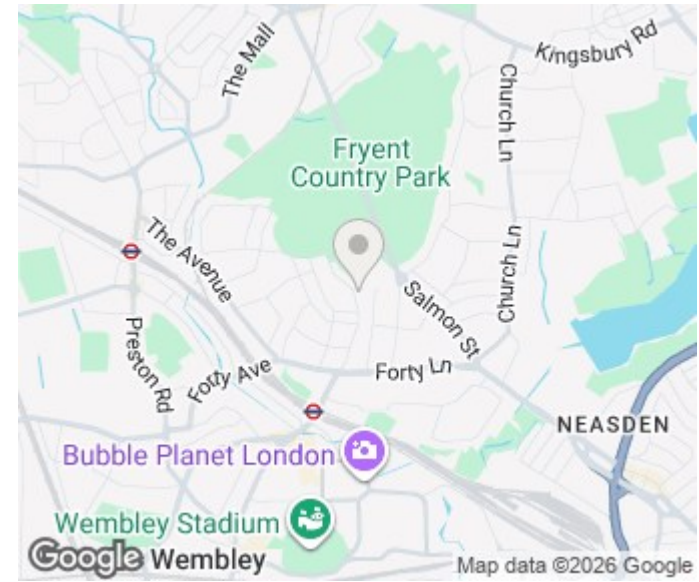 The Mall
Kingsbury Rd
Church Ln
Fryent
Country Park
The Avenue
Church Ln
Salmon St
Preston Rd
Forty Ave
Forty Ln
NEASDEN
Bubble Planet London
Wembley Stadium
Google
Wembley
Map data ©2026 Google